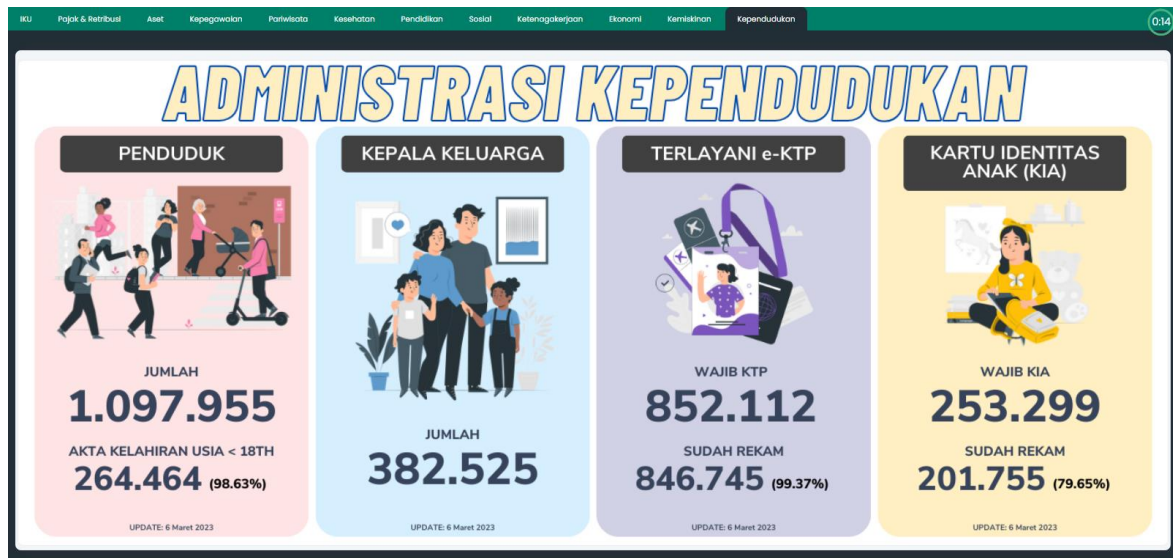 IKU Pajak & Retribusi Aset Kepegawaian Pariwisata Kesehatan Pendidikan Sosial Ketenagakerjaan Ekonomi Kemiskinan Kependudukan 0:14
ADMINISTRASI KEPENDUDUKAN
PENDUDUK
JUMLAH
1.097.955
AKTA KELAHIRAN USIA < 18TH
264.464 (98.63%)
UPDATE: 6 Maret 2023
KEPALA KELUARGA
JUMLAH
382.525
UPDATE: 6 Maret 2023
TERLAYANI e-KTP
WAJIB KTP
852.112
SUDAH REKAM
846.745 (99.37%)
UPDATE: 6 Maret 2023
KARTU IDENTITAS
ANAK (KIA)
WAJIB KIA
253.299
SUDAH REKAM
201.755 (79.65%)
UPDATE: 6 Maret 2023